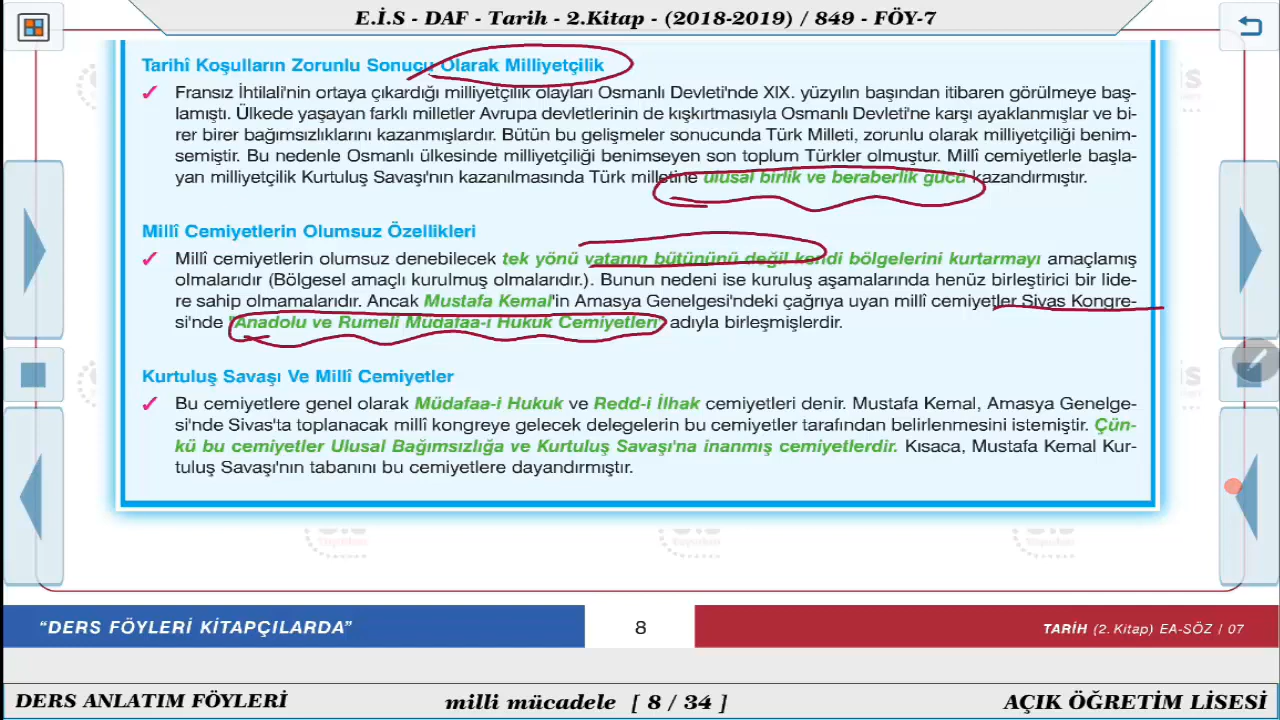 E.İ.S - DAF - Tarih - 2.Kitap - (2018-2019) / 849 - FÖY-7
Tarihî Koşulların Zorunlu Sonucu Olarak Milliyetçilik
✓ Fransız İhtilali'nin ortaya çıkardığı milliyetçilik olayları Osmanlı Devleti'nde XIX. yüzyılın başından itibaren görülmeye baş-
lamıştı. Ülkede yaşayan farklı milletler Avrupa devletlerinin de kışkırtmasıyla Osmanlı Devleti'ne karşı ayaklanmışlar ve bi-
rer birer bağımsızlıklarını kazanmışlardır. Bütün bu gelişmeler sonucunda Türk Milleti, zorunlu olarak milliyetçiliği benim-
semiştir. Bu nedenle Osmanlı ülkesinde milliyetçiliği benimseyen son toplum Türkler olmuştur. Millî cemiyetlerle başla-
yan milliyetçilik Kurtuluş Savaşı'nın kazanılmasında Türk milletine ulusal birlik ve beraberlik gücü kazandırmıştır.
Millî Cemiyetlerin Olumsuz Özellikleri
✓ Millî cemiyetlerin olumsuz denebilecek tek yönü vatanın bütününü değil kendi bölgelerini kurtarmayı amaçlamış
olmalarıdır (Bölgesel amaçlı kurulmuş olmalarıdır.). Bunun nedeni ise kuruluş aşamalarında henüz birleştirici bir lide-
re sahip olmamalarıdır. Ancak Mustafa Kemal'in Amasya Genelgesi'ndeki çağrıya uyan millî cemiyetler Sivas Kongre-
si'nde "Anadolu ve Rumeli Müdafaa-i Hukuk Cemiyetleri" adıyla birleşmişlerdir.
Kurtuluş Savaşı Ve Millî Cemiyetler
✓ Bu cemiyetlere genel olarak Müdafaa-i Hukuk ve Redd-i İlhak cemiyetleri denir. Mustafa Kemal, Amasya Genelge-
si'nde Sivas'ta toplanacak millî kongreye gelecek delegelerin bu cemiyetler tarafından belirlenmesini istemiştir. Çün-
kü bu cemiyetler Ulusal Bağımsızlığa ve Kurtuluş Savaşı'na inanmış cemiyetlerdir. Kısaca, Mustafa Kemal Kur-
tuluş Savaşı'nın tabanını bu cemiyetlere dayandırmıştır.
"DERS FÖYLERİ KİTAPÇILARDA"
8
TARİH (2. Kitap) EA-SÖZ / 07
DERS ANLATIM FÖYLERİ
milli mücadele [ 8 / 34 ]
AÇIK ÖĞRETİM LİSESİ